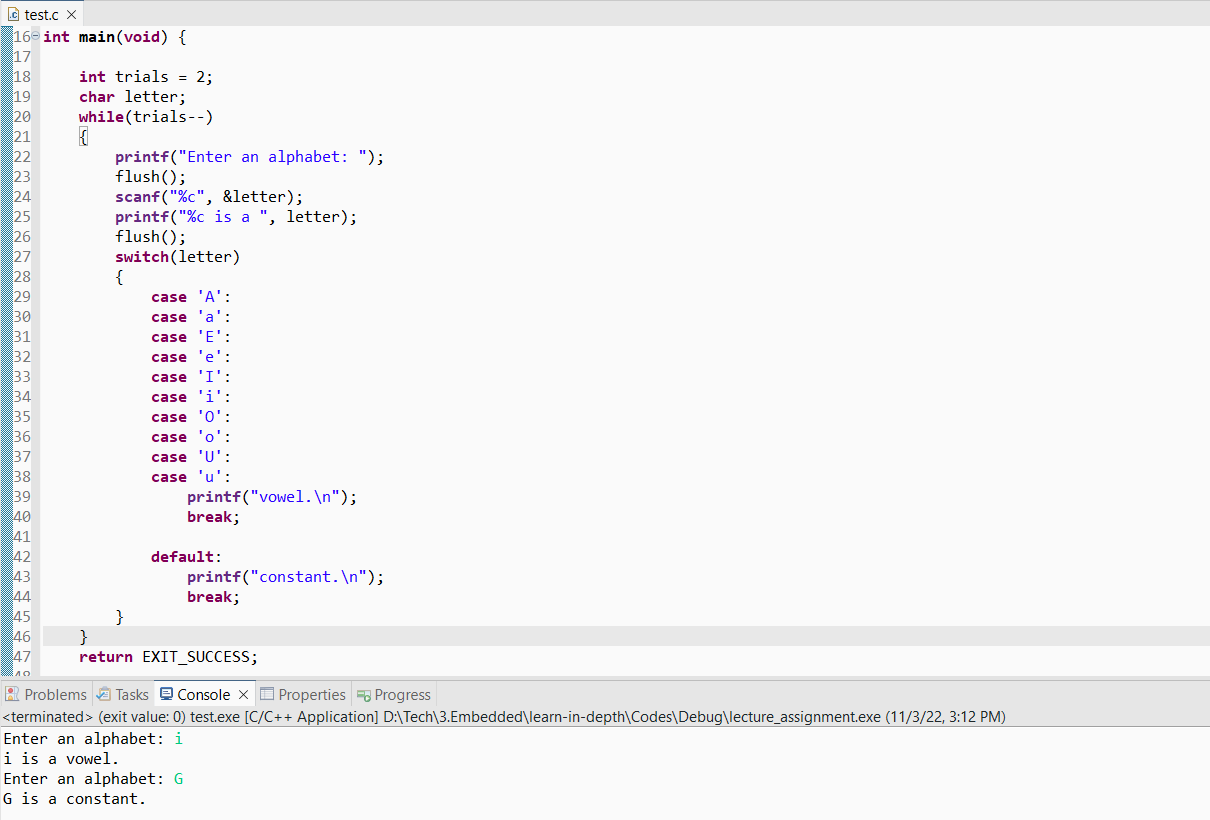 test.c
16 int main(void) {
17
18 int trials = 2;
19 char letter;
20 while(trials--)
21 {
22 printf("Enter an alphabet: ");
23 flush();
24 scanf("%c", &letter);
25 printf("%c is a ", letter);
26 flush();
27 switch(letter)
28 {
29 case 'A':
30 case 'a':
31 case 'E':
32 case 'e':
33 case 'I':
34 case 'i':
35 case 'O':
36 case 'o':
37 case 'U':
38 case 'u':
39 printf("vowel.\n");
40 break;
41
42 default:
43 printf("constant.\n");
44 break;
45 }
46 }
47 return EXIT_SUCCESS;
48
Problems Tasks Console Properties Progress
<terminated> (exit value: 0) test.exe [C/C++ Application] D:\Tech\3.Embedded\learn-in-depth\Codes\Debug\lecture_assignment.exe (11/3/22, 3:12 PM)
Enter an alphabet: i
i is a vowel.
Enter an alphabet: G
G is a constant.